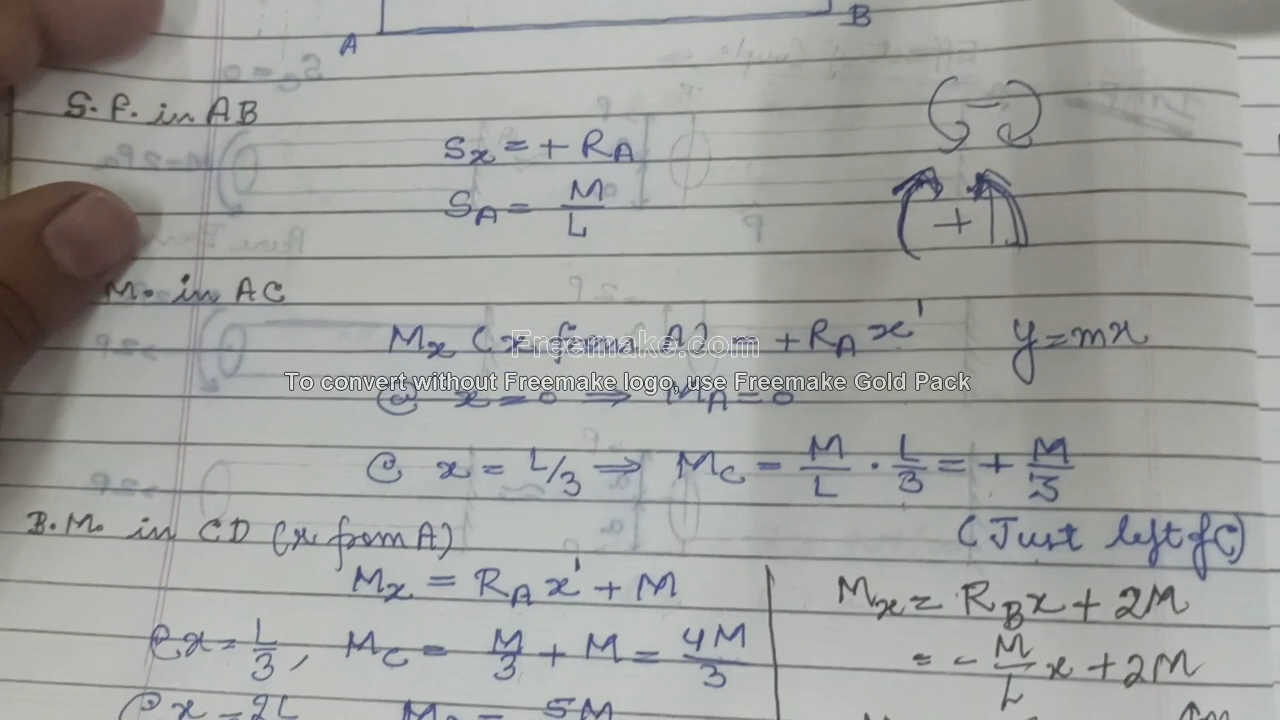 A B
S.F. in AB
Sx = + RA
SA = M/L
+
M. in AC
Mx (x from A) = + RA x' y = mx
Freemake.com
To convert without Freemake logo, use Freemake Gold Pack
@ x = 0 ⇒ MA = 0
@ x = L/3 ⇒ Mc = M/L · L/3 = + M/3
(Just left of C)
B.M. in CD (x from A)
Mx = RA x' + M
@ x = L/3, Mc = M/3 + M = 4M/3
Mx = RB x + 2M
= - M/L x + 2M